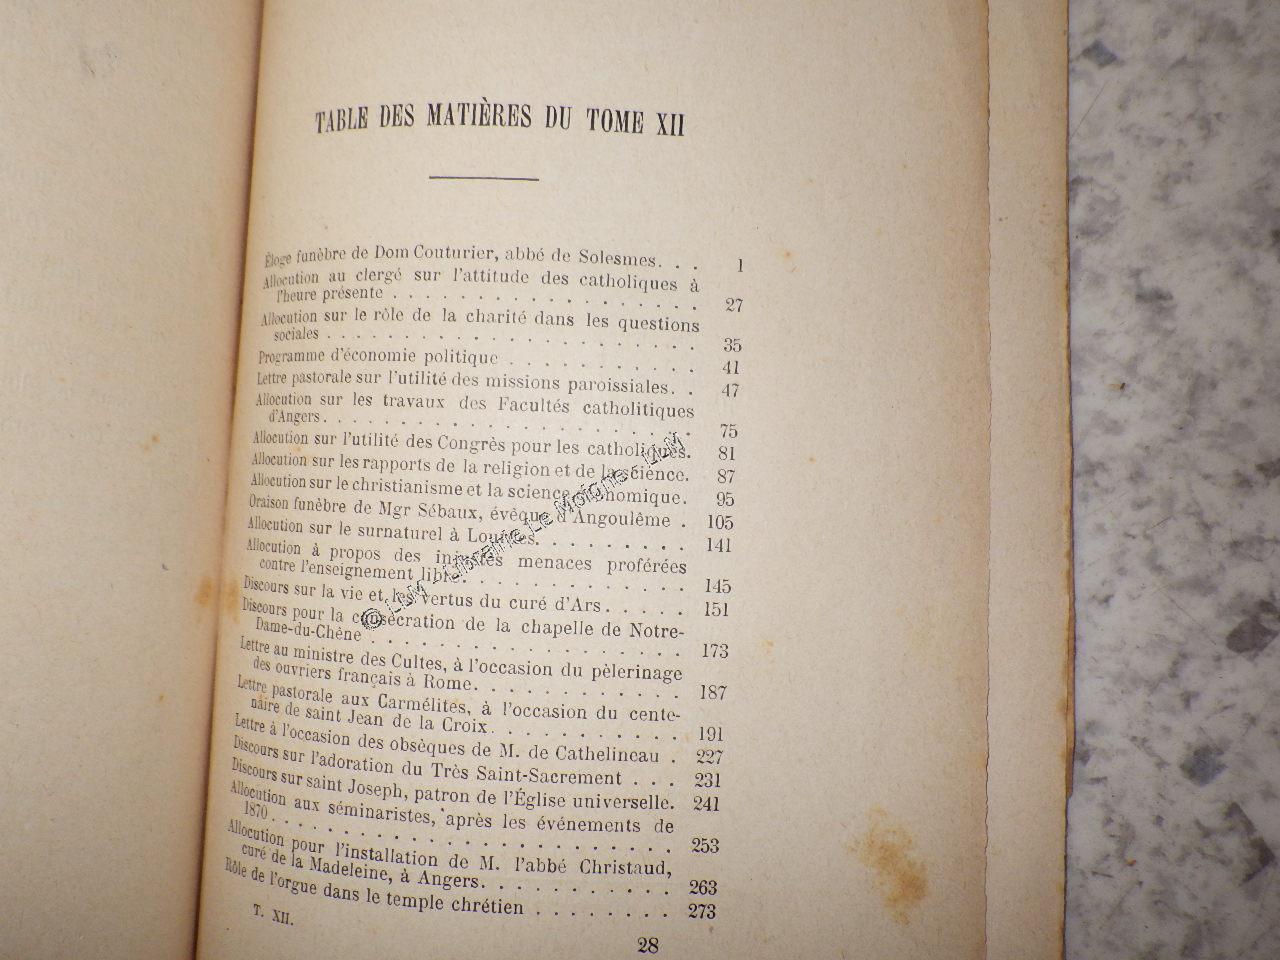 TABLE DES MATIÈRES DU TOME XII
Éloge funèbre de Dom Couturier, abbé de Solesmes. . . 1
Allocution au clergé sur l'attitude des catholiques à
l'heure présente . . . . . . . . . . . . . . . . . . 27
Allocution sur le rôle de la charité dans les questions
sociales . . . . . . . . . . . . . . . . . . . . . . 35
Programme d'économie politique . . . . . . . . . . 41
Lettre pastorale sur l'utilité des missions paroissiales. . 47
Allocution sur les travaux des Facultés catholitiques
d'Angers. . . . . . . . . . . . . . . . . . . . . . 75
Allocution sur l'utilité des Congrès pour les catholiques. 81
Allocution sur les rapports de la religion et de la science. 87
Allocution sur le christianisme et la science économique. 95
Oraison funèbre de Mgr Sébaux, évêque d'Angoulême . 105
Allocution sur le surnaturel à Lourdes. . . . . . . . . 141
Allocution à propos des injustes menaces proférées
contre l'enseignement libre. . . . . . . . . . . . . 145
Discours sur la vie et les vertus du curé d'Ars. . . . . 151
Discours pour la consécration de la chapelle de Notre-
Dame-du-Chêne . . . . . . . . . . . . . . . . . . . 173
Lettre au ministre des Cultes, à l'occasion du pèlerinage
des ouvriers français à Rome. . . . . . . . . . . . . 187
Lettre pastorale aux Carmélites, à l'occasion du cente-
naire de saint Jean de la Croix. . . . . . . . . . . . 191
Lettre à l'occasion des obsèques de M. de Cathelineau . 227
Discours sur l'adoration du Très Saint-Sacrement . . . 231
Discours sur saint Joseph, patron de l'Église universelle. 241
Allocution aux séminaristes, après les événements de
1870. . . . . . . . . . . . . . . . . . . . . . . . 253
Allocution pour l'installation de M. l'abbé Christaud,
curé de la Madeleine, à Angers. . . . . . . . . . . . 263
Rôle de l'orgue dans le temple chrétien . . . . . . . . 273
T. XII.
28
© LLM - Librairie Le Moigne - LLM